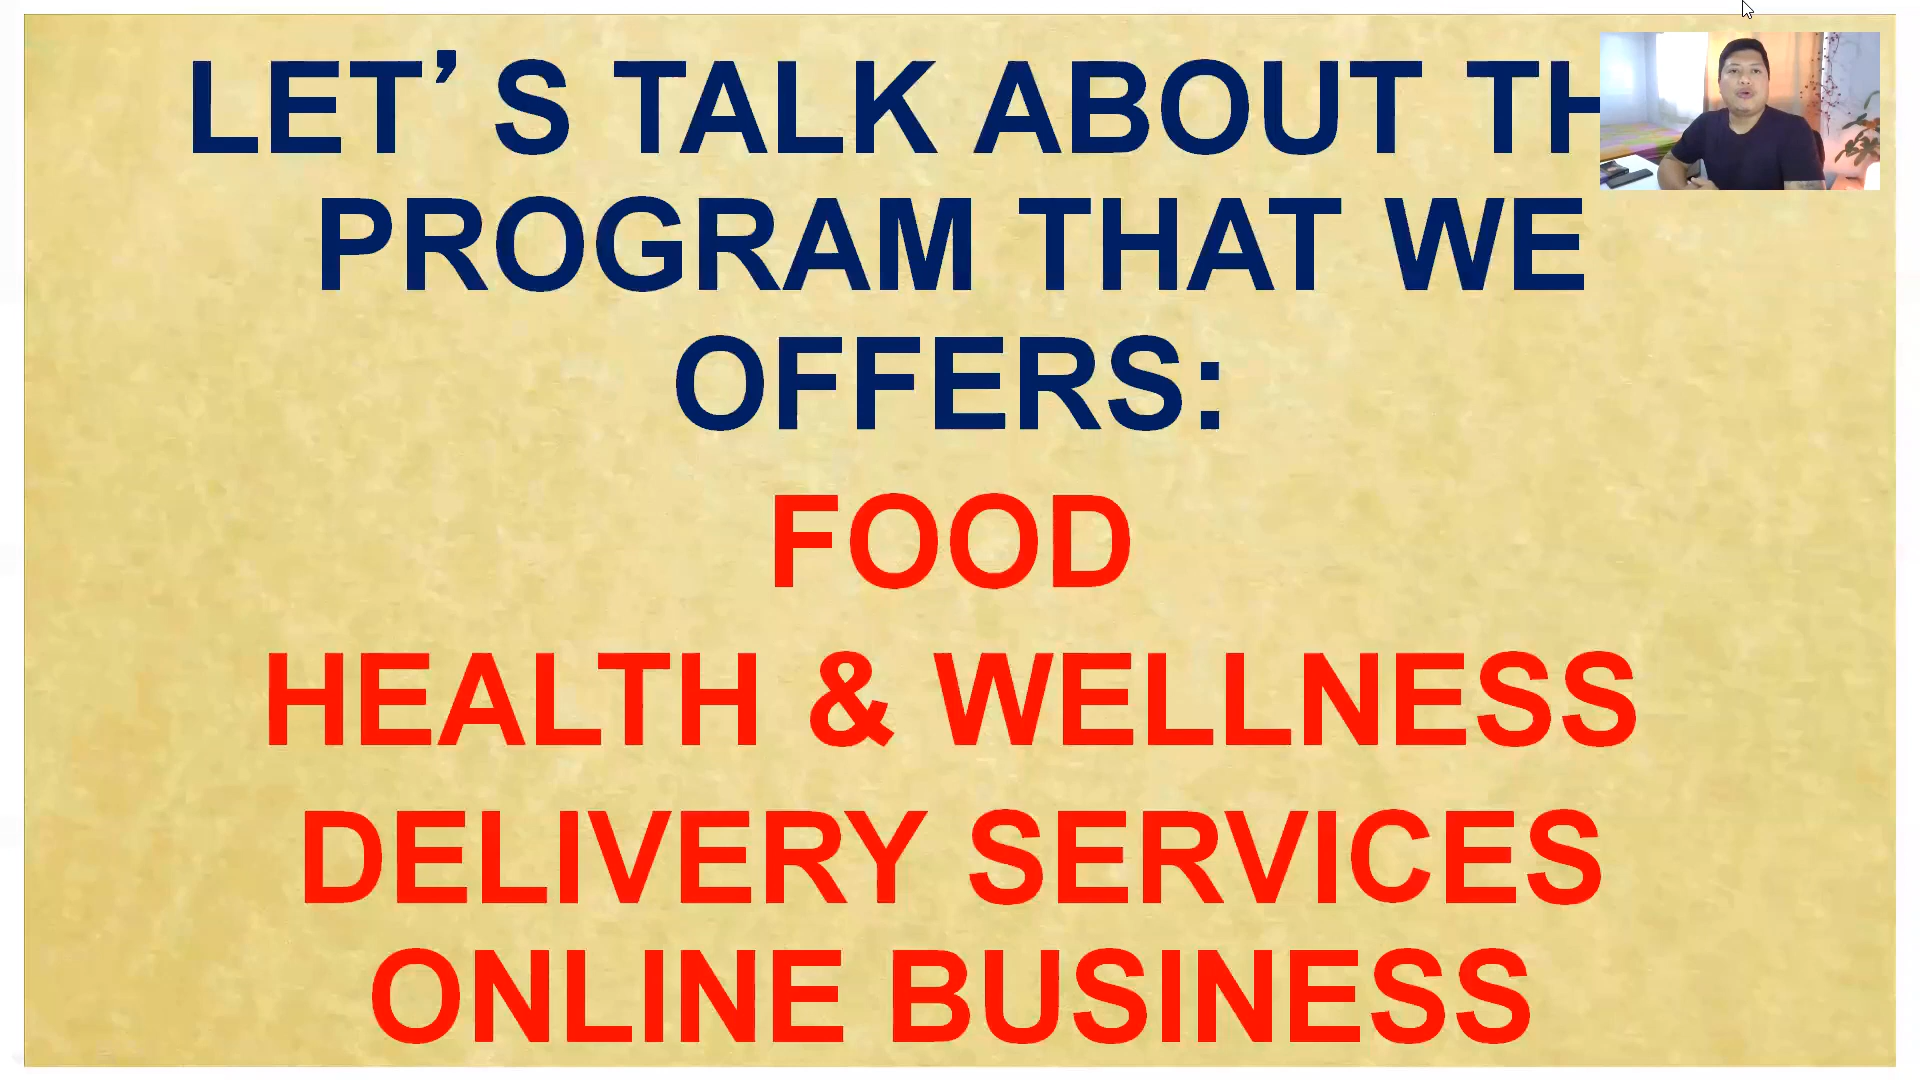 LET’S TALK ABOUT TH
PROGRAM THAT WE
OFFERS:
FOOD
HEALTH & WELLNESS
DELIVERY SERVICES
ONLINE BUSINESS